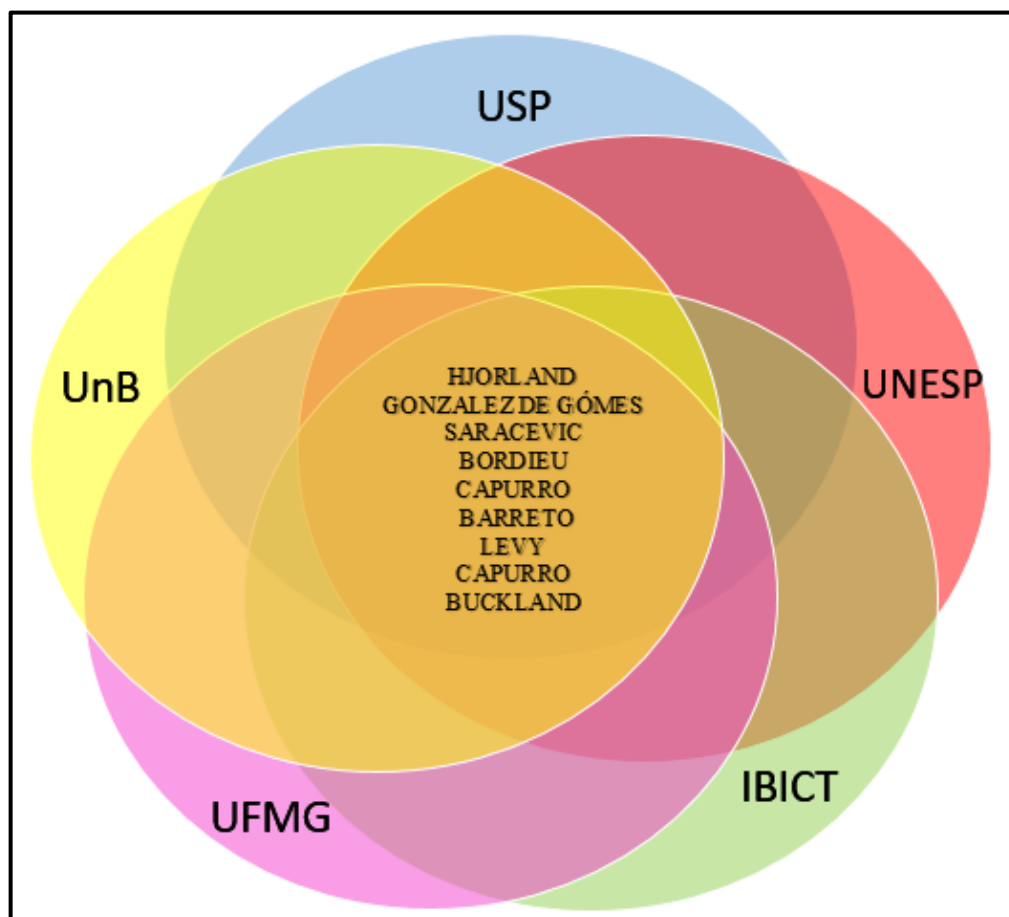 USP
UnB
UNESP
HJORLAND
GONZALEZ DE GÓMES
SARACEVIC
BORDIEU
CAPURRO
BARRETO
LEVY
CAPURRO
BUCKLAND
UFMG
IBICT